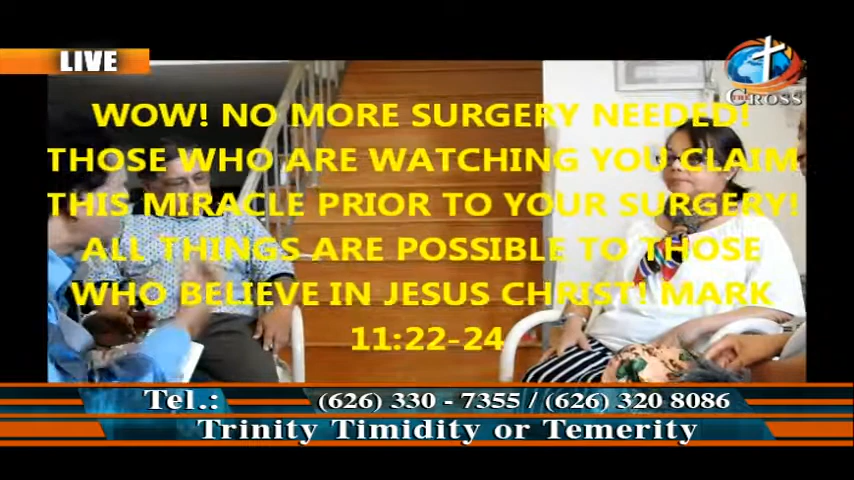 LIVE
THE CROSS
WOW! NO MORE SURGERY NEEDED!
THOSE WHO ARE WATCHING YOU CLAIM
THIS MIRACLE PRIOR TO YOUR SURGERY!
ALL THINGS ARE POSSIBLE TO THOSE
WHO BELIEVE IN JESUS CHRIST! MARK
11:22-24
Tel.: (626) 330 - 7355 / (626) 320 8086
Trinity Timidity or Temerity